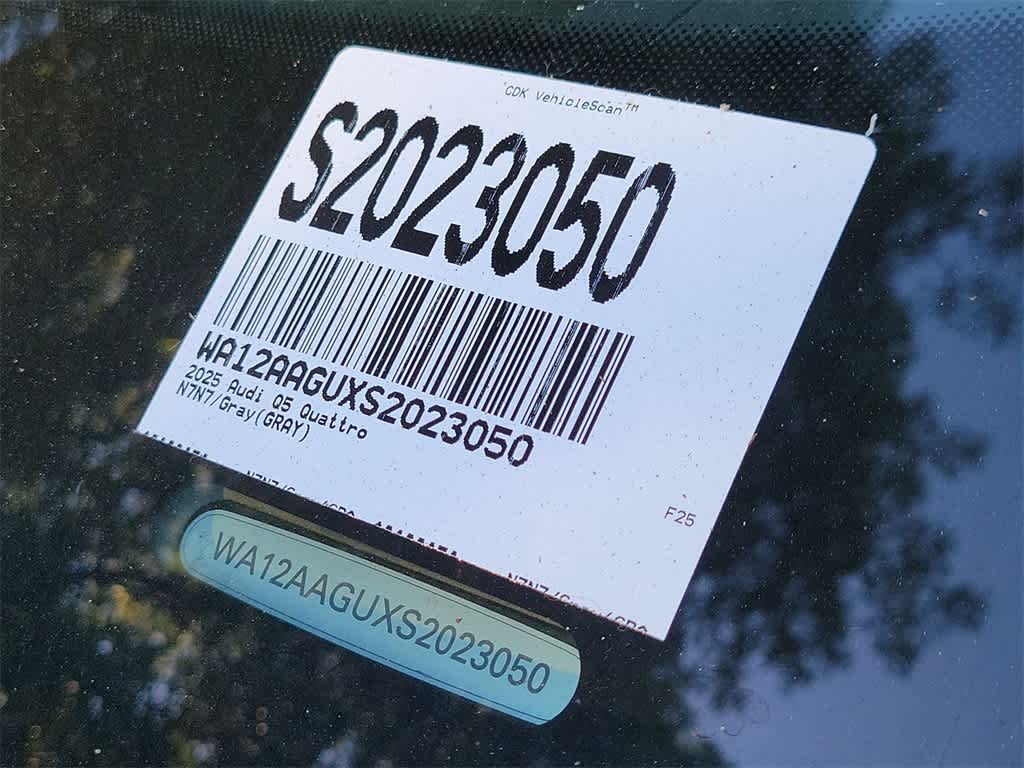 CDK VehicleScan™
S2023050
WA12AAGUXS2023050
2025 Audi Q5 Quattro
N7N7/Gray(GRAY)
F25
WA12AAGUXS2023050